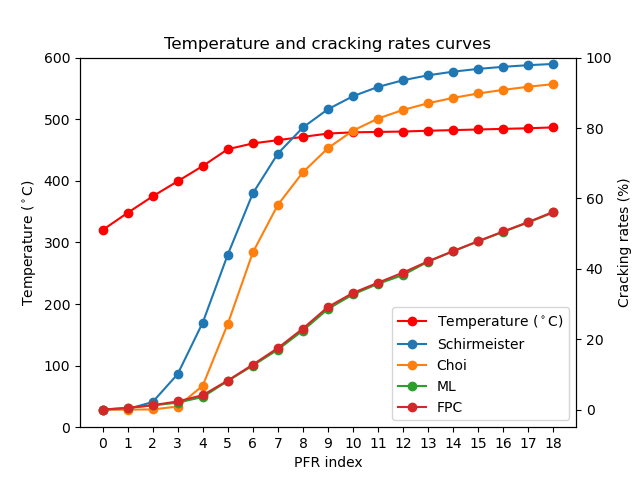 Temperature and cracking rates curves
600
500
400
300
200
100
0
Temperature (°C)
100
80
60
40
20
0
Cracking rates (%)
Temperature (°C)
Schirmeister
Choi
ML
FPC
0 1 2 3 4 5 6 7 8 9 10 11 12 13 14 15 16 17 18
PFR index